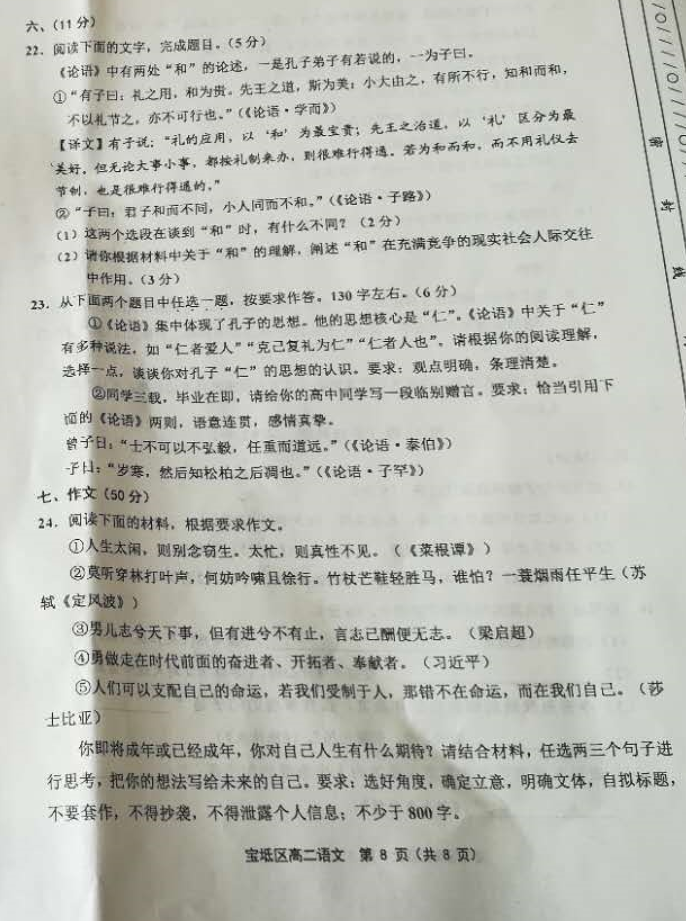 六、(11分)
22. 阅读下面的文字，完成题目。(5分)
《论语》中有两处“和”的论述，一是孔子弟子有若说的，一为子曰。
①“有子曰：礼之用，和为贵。先王之道，斯为美；小大由之，有所不行，知和而和，
不以礼节之，亦不可行也。”(《论语·学而》)
【译文】有子说：“礼的应用，以‘和’为最宝贵；先王之治道，以‘礼’区分为最
美好，但无论大事小事，都按礼制来办，则很难行得通。若为和而和，而不用礼仪去
节制，也是很难行得通的。”
②“子曰：君子和而不同，小人同而不和。”(《论语·子路》)
(1) 这两个选段在谈到“和”时，有什么不同？(2分)
(2) 请你根据材料中关于“和”的理解，阐述“和”在充满竞争的现实社会人际交往
中作用。(3分)
23. 从下面两个题目中任选一题，按要求作答。130字左右。(6分)
①《论语》集中体现了孔子的思想。他的思想核心是“仁”。《论语》中关于“仁”
有多种说法，如“仁者爱人”“克己复礼为仁”“仁者人也”。请根据你的阅读理解，
选择一点，谈谈你对孔子“仁”的思想的认识。要求：观点明确，条理清楚。
②同学三载，毕业在即，请给你的高中同学写一段临别赠言。要求：恰当引用下
面的《论语》两则，语意连贯，感情真挚。
曾子曰：“士不可以不弘毅，任重而道远。”(《论语·泰伯》)
子曰：“岁寒，然后知松柏之后凋也。”(《论语·子罕》)
七、作文(50分)
24. 阅读下面的材料，根据要求作文。
①人生太闲，则别念窃生。太忙，则真性不见。(《菜根谭》)
②莫听穿林打叶声，何妨吟啸且徐行。竹杖芒鞋轻胜马，谁怕？一蓑烟雨任平生(苏
轼《定风波》)
③男儿志兮天下事，但有进兮不有止，言志已酬便无志。(梁启超)
④勇做走在时代前面的奋进者、开拓者、奉献者。(习近平)
⑤人们可以支配自己的命运，若我们受制于人，那错不在命运，而在我们自己。(莎
士比亚)
你即将成年或已经成年，你对自己人生有什么期待？请结合材料，任选两三个句子进
行思考，把你的想法写给未来的自己。要求：选好角度，确定立意，明确文体，自拟标题，
不要套作，不得抄袭，不得泄露个人信息；不少于800字。
宝坻区高二语文 第8页(共8页)
密
封
线